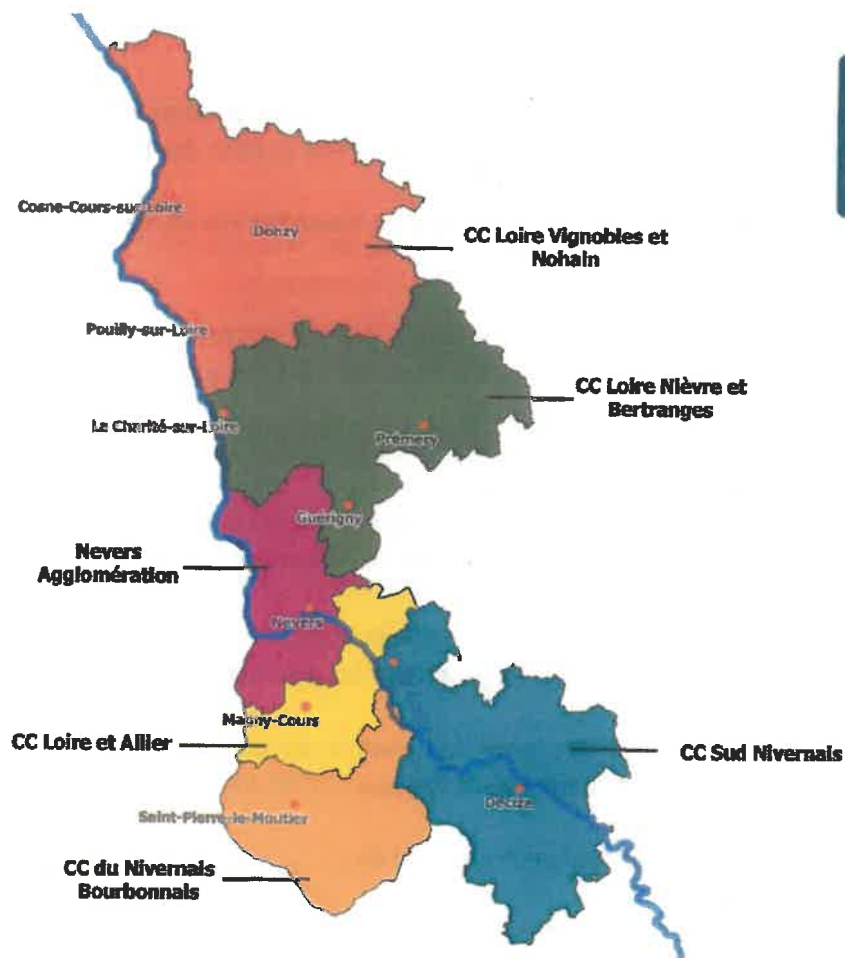 Cosne-Cours-sur-Loire
Donzy
CC Loire Vignobles et
Nohain
Pouilly-sur-Loire
CC Loire Nièvre et
Bertranges
La Charité-sur-Loire
Prémery
Guérigny
Nevers
Agglomération
Nevers
Magny-Cours
CC Loire et Allier
CC Sud Nivernais
Decize
Saint-Pierre-le-Moutier
CC du Nivernais
Bourbonnais